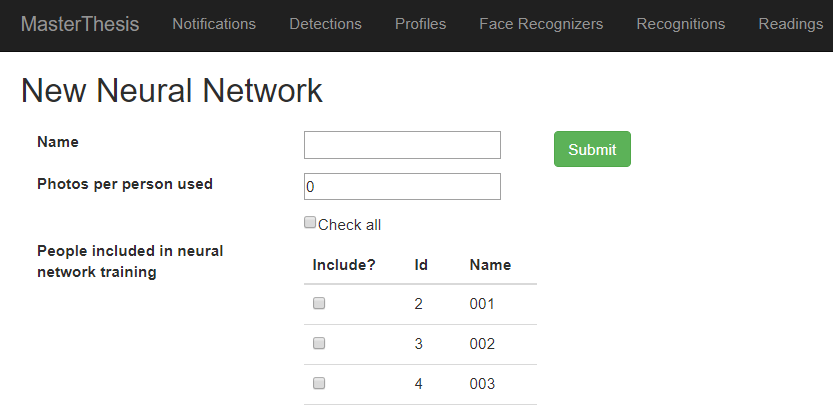 MasterThesis Notifications Detections Profiles Face Recognizers Recognitions Readings
New Neural Network
Name
Submit
Photos per person used 0
Check all
People included in neural
network training
Include? Id Name
2 001
3 002
4 003